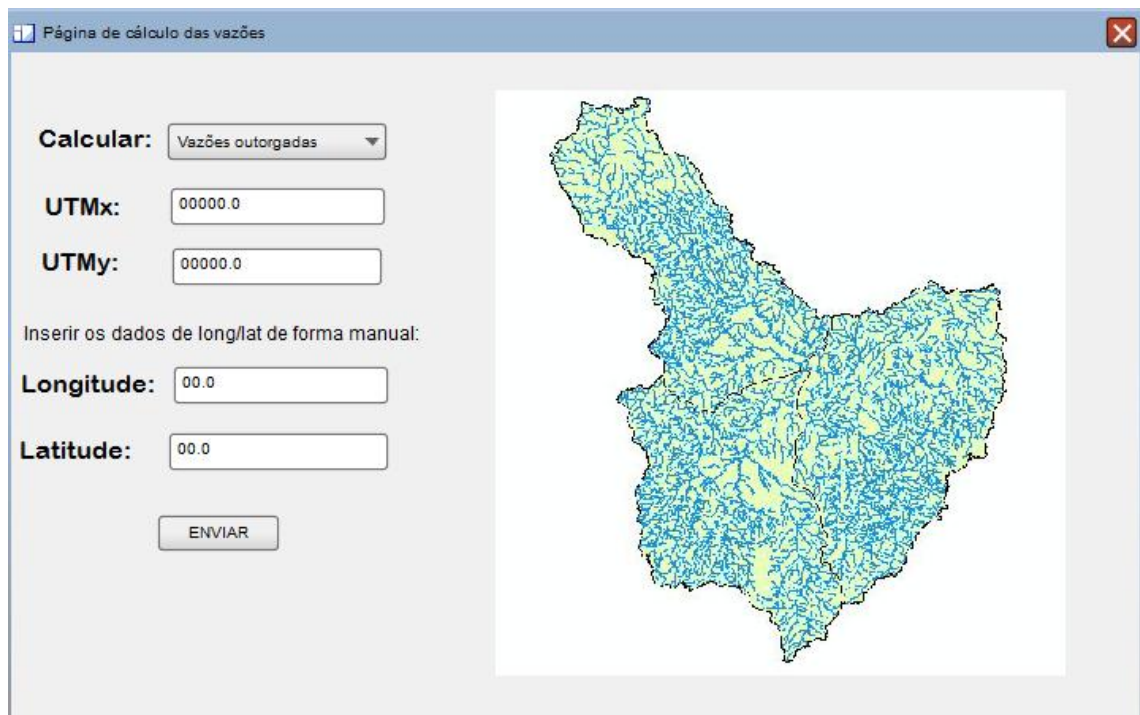 Página de cálculo das vazões
Calcular: Vazões outorgadas
UTMx: 00000.0
UTMy: 00000.0
Inserir os dados de long/lat de forma manual:
Longitude: 00.0
Latitude: 00.0
ENVIAR